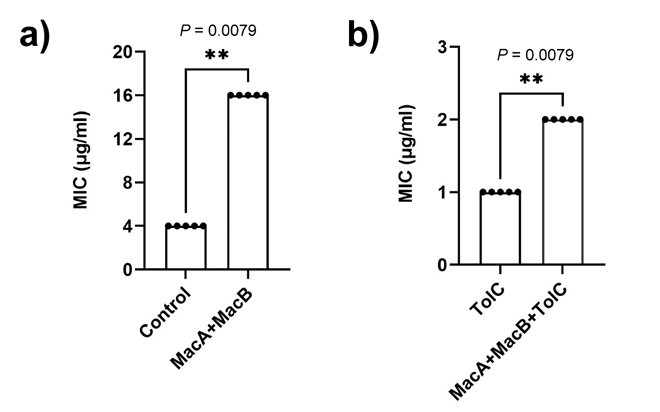 a)
P = 0.0079
**
MIC (μg/ml)
20
16
12
8
4
0
Control
MacA+MacB
b)
P = 0.0079
**
MIC (μg/ml)
3
2
1
0
TolC
MacA+MacB+TolC